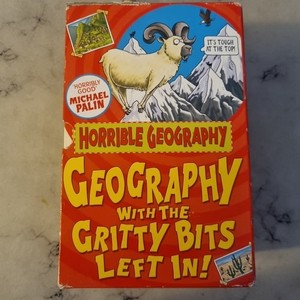 IT'S TOUGH
AT THE TOP!
'HORRIBLY
GOOD'
MICHAEL
PALIN
HORRIBLE GEOGRAPHY
GEOGRAPHY
WITH THE
GRITTY BITS
LEFT IN!